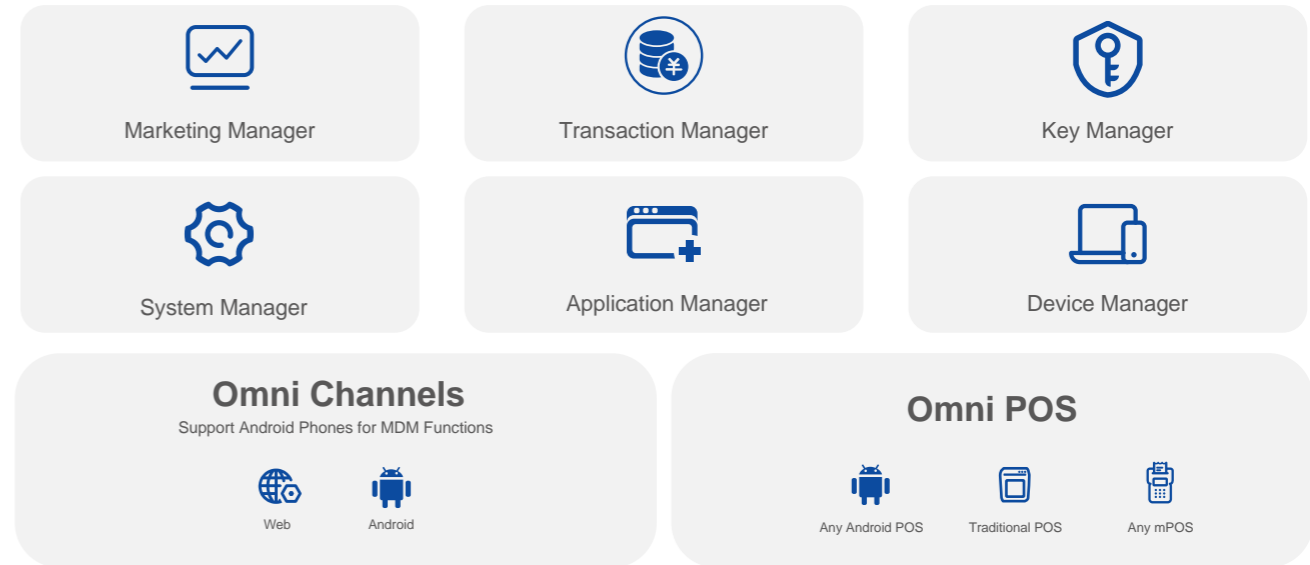 Marketing Manager
Transaction Manager
Key Manager
System Manager
Application Manager
Device Manager
Omni Channels
Support Android Phones for MDM Functions
Web
Android
Omni POS
Any Android POS
Traditional POS
Any mPOS